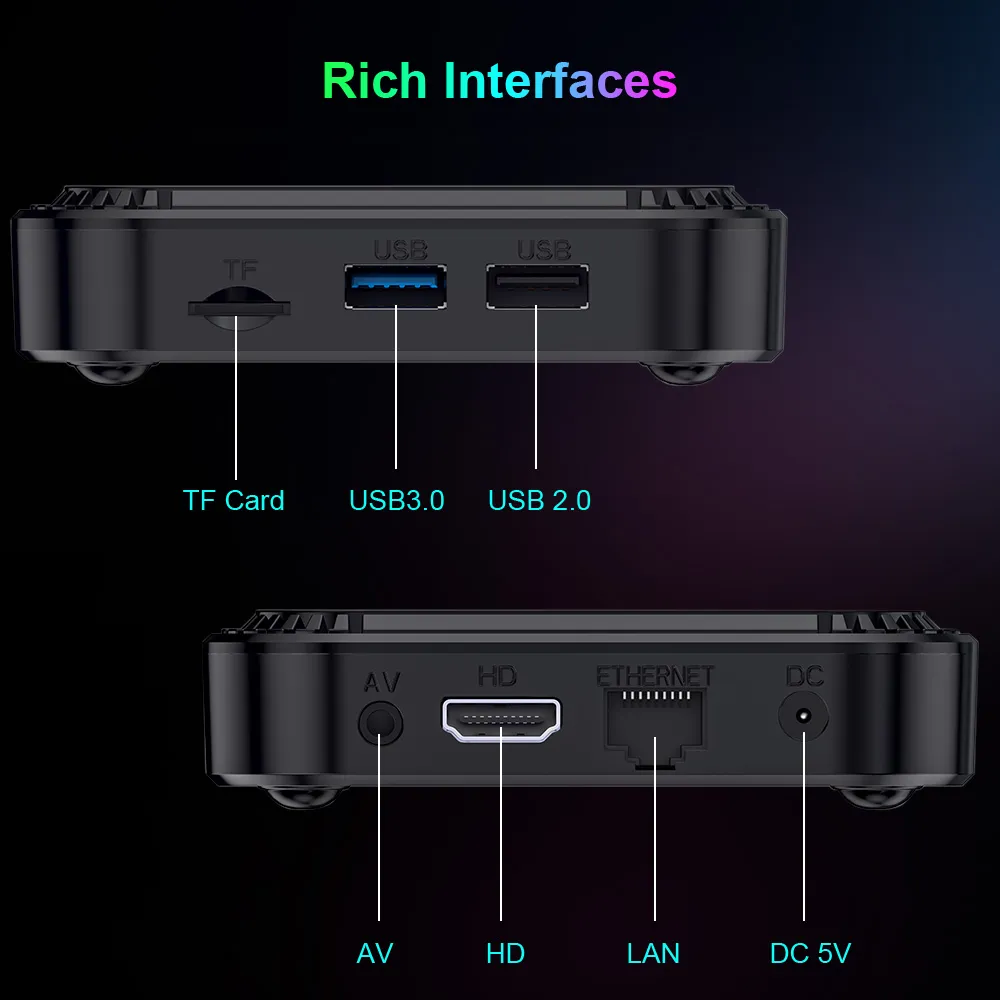 Rich Interfaces
TF USB USB
TF Card USB3.0 USB 2.0
AV HD ETHERNET DC
AV HD LAN DC 5V